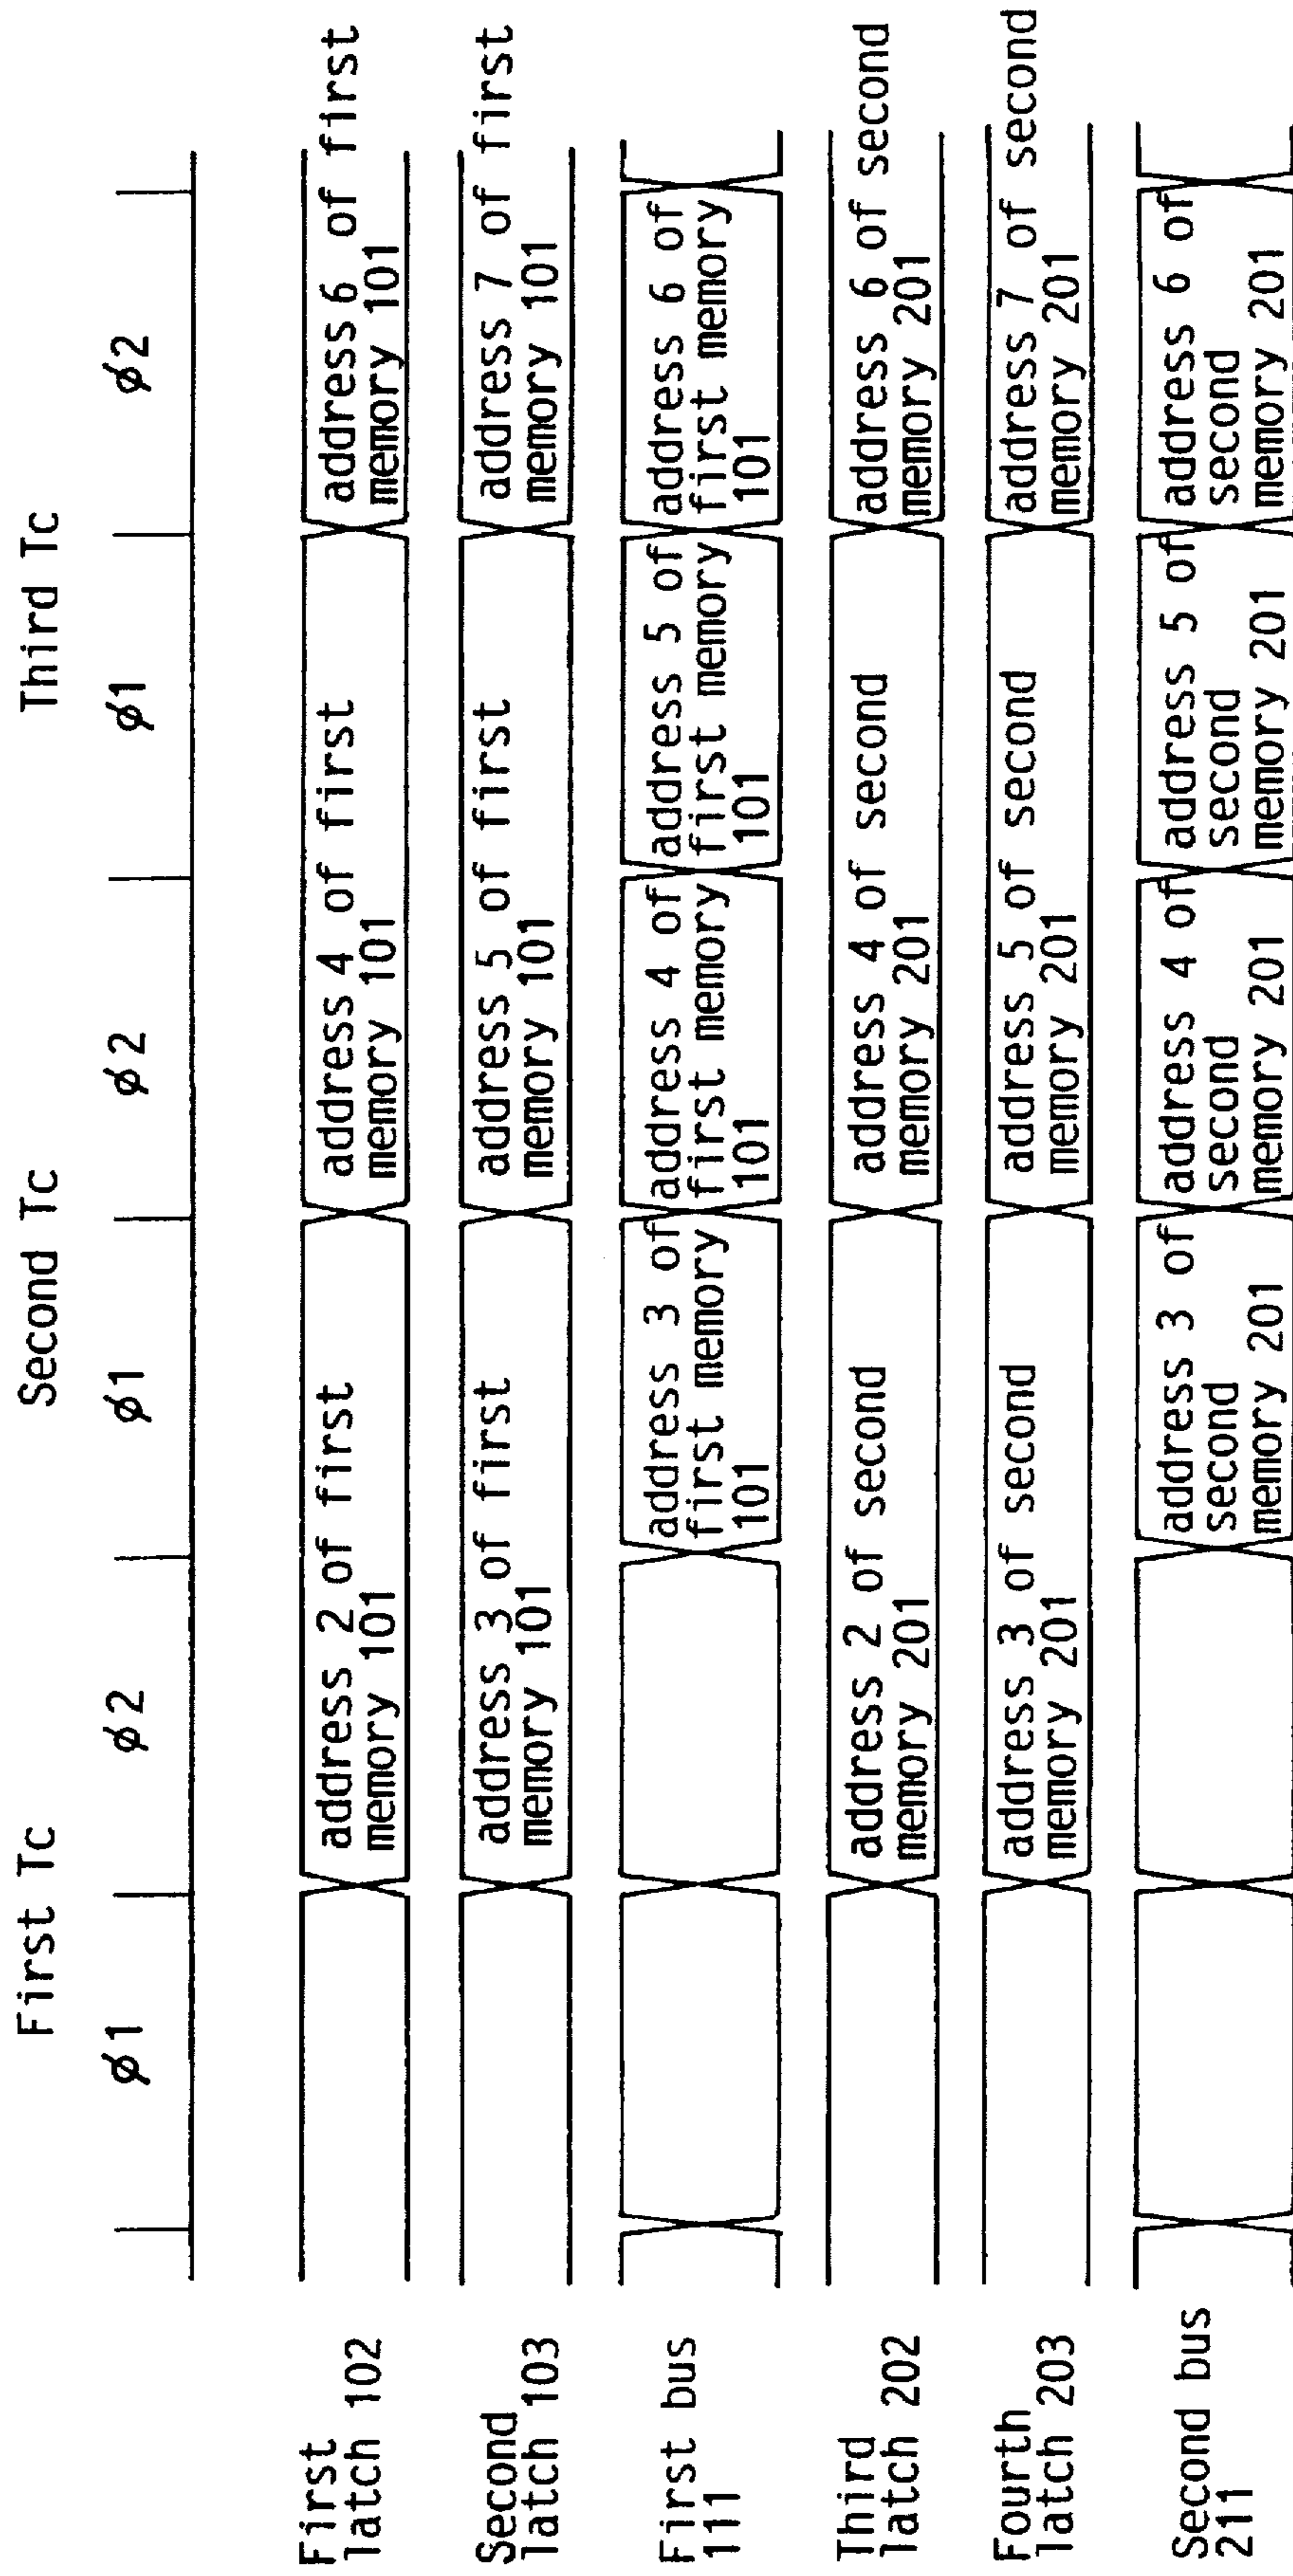 First Tc
Second Tc
Third Tc
ø1
ø2
ø1
ø2
ø1
ø2
First
latch 102
address 2 of first
memory 101
address 4 of first
memory 101
address 6 of first
memory 101
Second
latch 103
address 3 of first
memory 101
address 5 of first
memory 101
address 7 of first
memory 101
First bus
111
address 3 of
first memory
101
address 4 of
first memory
101
address 5 of
first memory
101
address 6 of
first memory
101
Third
latch 202
address 2 of second
memory 201
address 4 of second
memory 201
address 6 of second
memory 201
Fourth
latch 203
address 3 of second
memory 201
address 5 of second
memory 201
address 7 of second
memory 201
Second bus
211
address 3 of
second
memory 201
address 4 of
second
memory 201
address 5 of
second
memory 201
address 6 of
second
memory 201